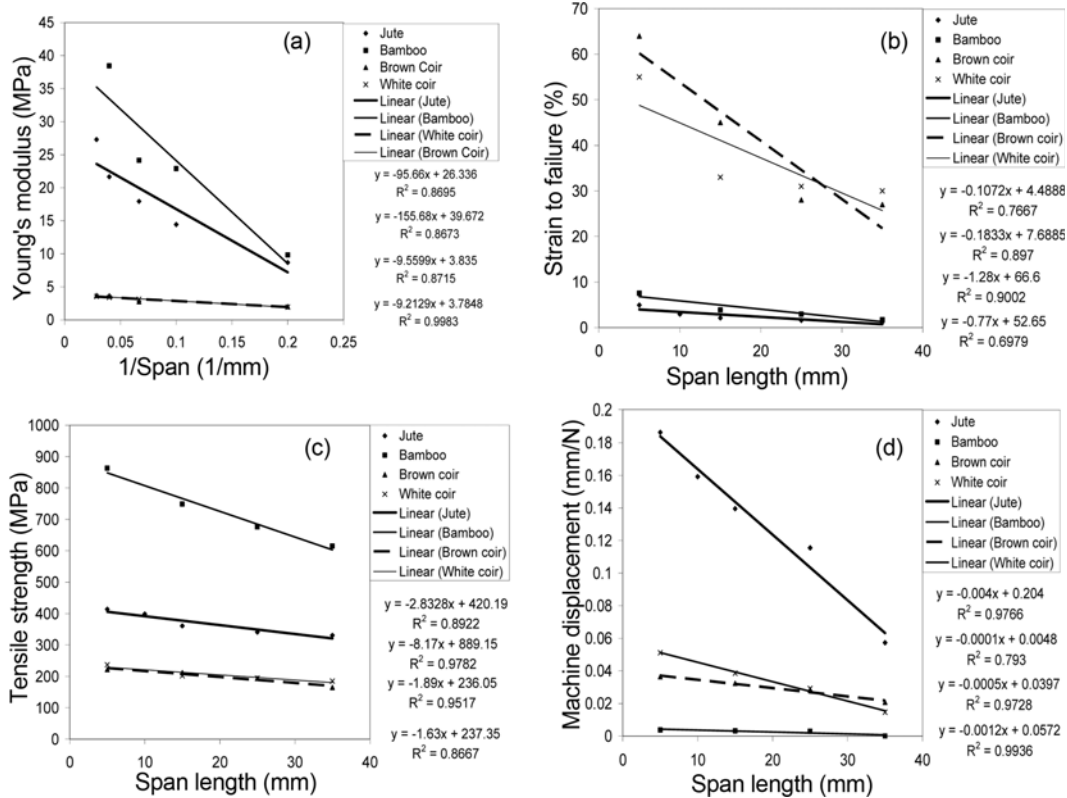 (a)
Young's modulus (MPa)
45
40
35
30
25
20
15
10
5
0
0
0.05
0.1
0.15
0.2
0.25
1/Span (1/mm)
Jute
Bamboo
Brown Coir
White coir
Linear (Jute)
Linear (Bamboo)
Linear (White coir)
Linear (Brown Coir)
y = -95.66x + 26.336
R² = 0.8695
y = -155.68x + 39.672
R² = 0.8673
y = -9.5599x + 3.835
R² = 0.8715
y = -9.2129x + 3.7848
R² = 0.9983
(b)
Strain to failure (%)
70
60
50
40
30
20
10
0
0
10
20
30
40
Span length (mm)
Jute
Bamboo
Brown coir
White coir
Linear (Jute)
Linear (Bamboo)
Linear (Brown coir)
Linear (White coir)
y = -0.1072x + 4.4888
R² = 0.7667
y = -0.1833x + 7.6885
R² = 0.897
y = -1.28x + 66.6
R² = 0.9002
y = -0.77x + 52.65
R² = 0.6979
(c)
Tensile strength (MPa)
1000
900
800
700
600
500
400
300
200
100
0
0
10
20
30
40
Span length (mm)
Jute
Bamboo
Brown coir
White coir
Linear (Jute)
Linear (Bamboo)
Linear (Brown coir)
Linear (White coir)
y = -2.8328x + 420.19
R² = 0.8922
y = -8.17x + 889.15
R² = 0.9782
y = -1.89x + 236.05
R² = 0.9517
y = -1.63x + 237.35
R² = 0.8667
(d)
Machine displacement (mm/N)
0.2
0.18
0.16
0.14
0.12
0.1
0.08
0.06
0.04
0.02
0
0
10
20
30
40
Span length (mm)
Jute
Bamboo
Brown coir
White coir
Linear (Jute)
Linear (Bamboo)
Linear (Brown coir)
Linear (White coir)
y = -0.004x + 0.204
R² = 0.9766
y = -0.0001x + 0.0048
R² = 0.793
y = -0.0005x + 0.0397
R² = 0.9728
y = -0.0012x + 0.0572
R² = 0.9936